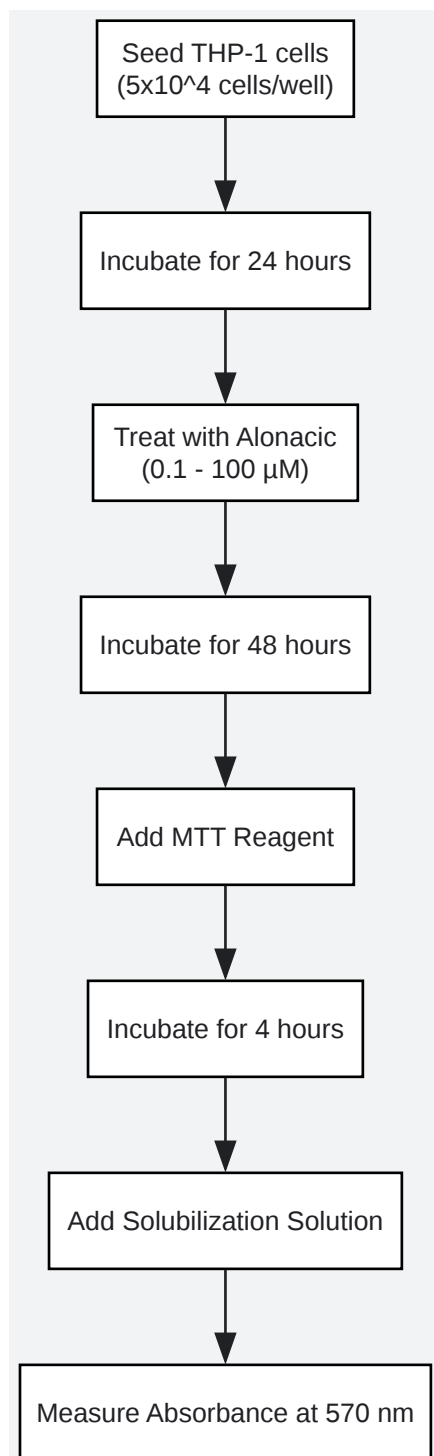 Seed THP-1 cells
(5x10^4 cells/well)
Incubate for 24 hours
Treat with Alonacic
(0.1 - 100 µM)
Incubate for 48 hours
Add MTT Reagent
Incubate for 4 hours
Add Solubilization Solution
Measure Absorbance at 570 nm